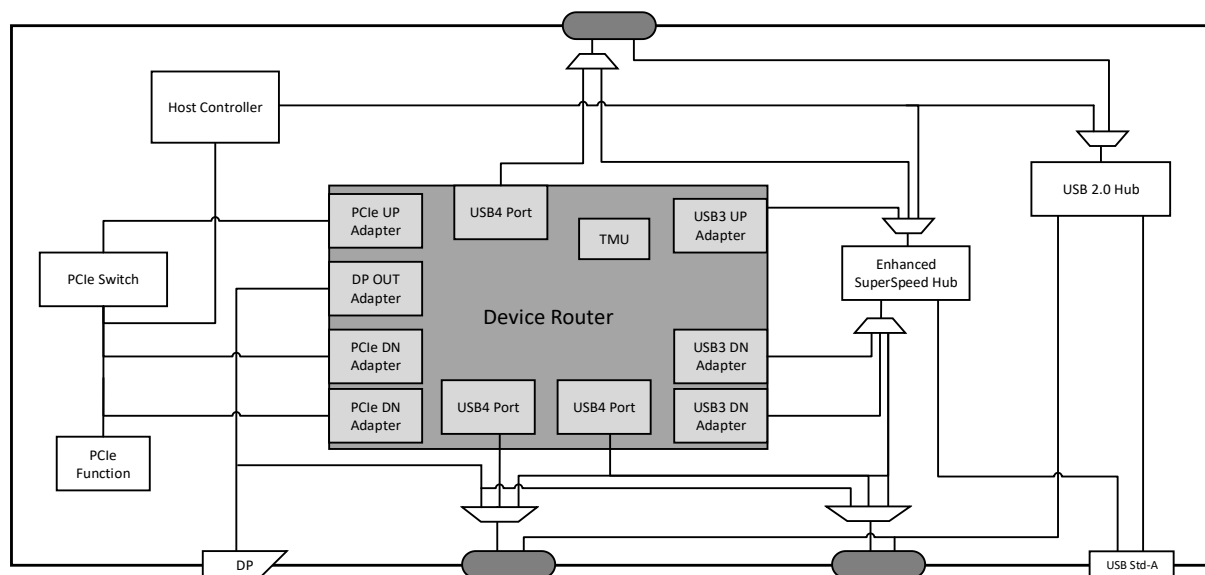 Host Controller
USB 2.0 Hub
PCIe UP
Adapter
USB4 Port
TMU
USB3 UP
Adapter
PCIe Switch
DP OUT
Adapter
Enhanced
SuperSpeed Hub
Device Router
PCIe DN
Adapter
USB3 DN
Adapter
PCIe DN
Adapter
USB4 Port
USB4 Port
USB3 DN
Adapter
PCIe
Function
DP
USB Std-A